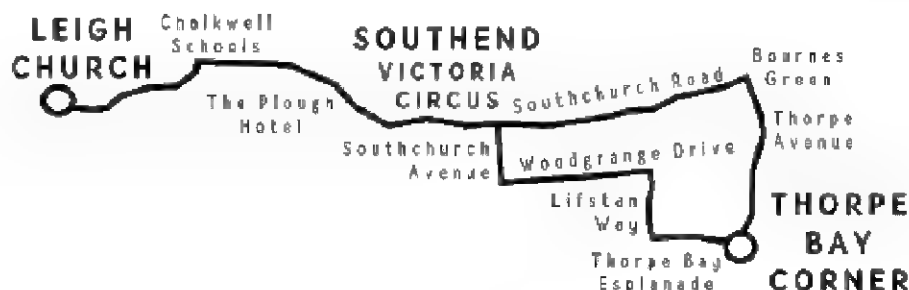 LEIGH
CHURCH
Chalkwell
Schools
The Plough
Hotel
SOUTHEND
VICTORIA
CIRCUS
Southchurch
Avenue
Southchurch Road
Woodgrange Drive
Lifstan
Way
Thorpe Bay
Esplanade
Bournes
Green
Thorpe
Avenue
THORPE
BAY
CORNER